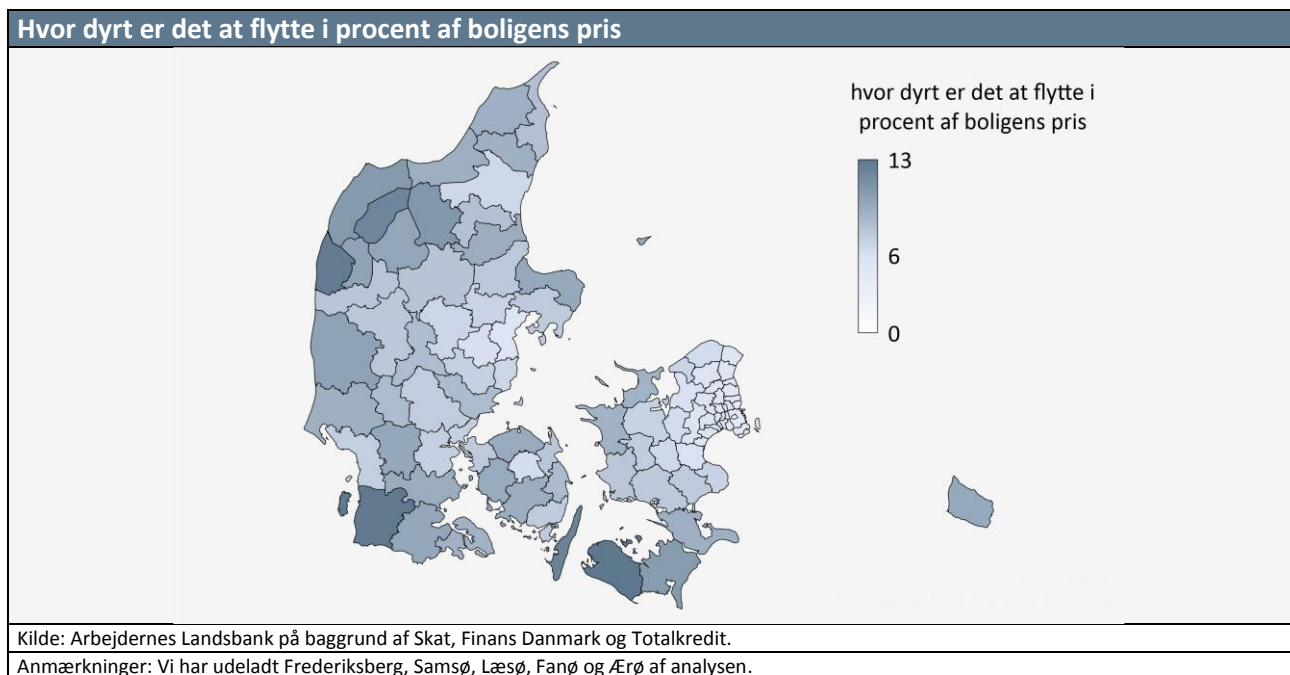 Hvor dyrt er det at flytte i procent af boligens pris
hvor dyrt er det at flytte i
procent af boligens pris
13
6
0
Kilde: Arbejdernes Landsbank på baggrund af Skat, Finans Danmark og Totalkredit.
Anmærkninger: Vi har udeladt Frederiksberg, Samsø, Læsø, Fanø og Ærø af analysen.